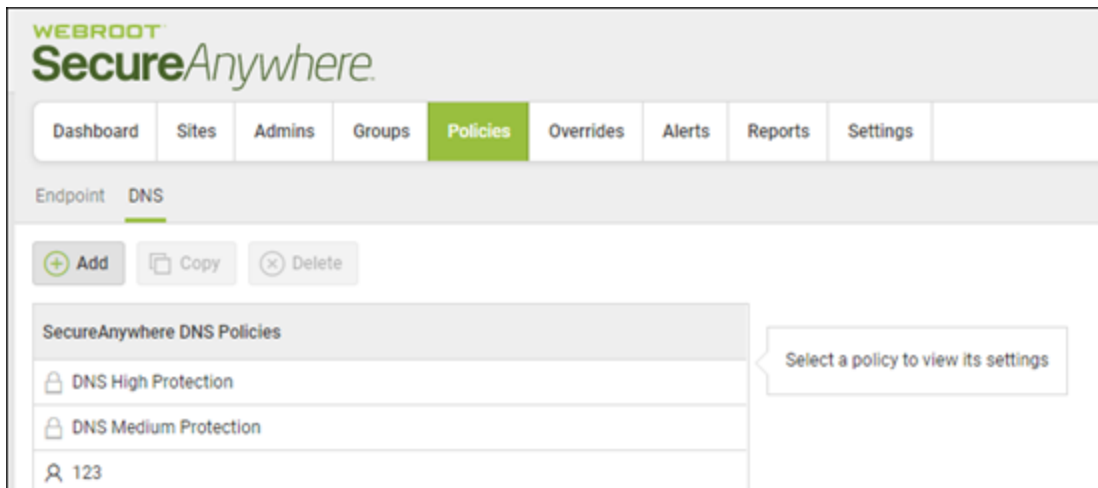 WEBROOT
SecureAnywhere.
Dashboard Sites Admins Groups Policies Overrides Alerts Reports Settings
Endpoint DNS
Add Copy Delete
SecureAnywhere DNS Policies
Select a policy to view its settings
DNS High Protection
DNS Medium Protection
123